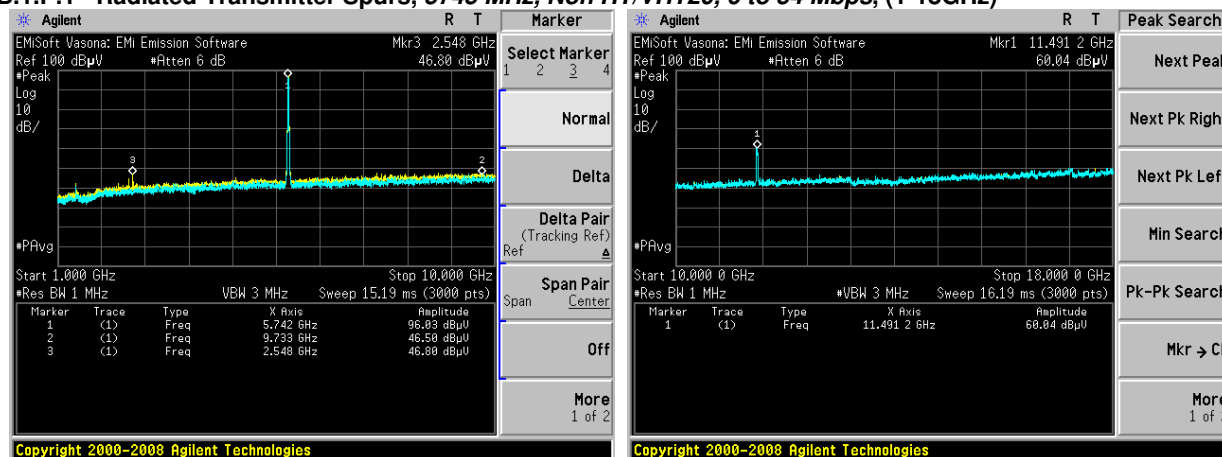 B.1.P.1 Radiated Transmitter Spurs, 5745 MHz, Non HT/VHT20, 6 to 54 Mbps, (1-18GHz)
Agilent R T Marker
EMiSoft Vasona: EMi Emission Software Mkr3 2.548 GHz
Ref 100 dBµV #Atten 6 dB 46.80 dBµV
#Peak
Log
10
dB/
1
3
2
#PAvg
Start 1.000 GHz Stop 10.000 GHz
#Res BW 1 MHz VBW 3 MHz Sweep 15.19 ms (3000 pts)
Marker Trace Type X Axis Amplitude
1 (1) Freq 5.742 GHz 96.03 dBµV
2 (1) Freq 9.733 GHz 46.50 dBµV
3 (1) Freq 2.548 GHz 46.80 dBµV
Copyright 2000-2008 Agilent Technologies
Select Marker
1 2 3 4
Normal
Delta
Delta Pair
(Tracking Ref)
Ref Δ
Span Pair
Span Center
Off
More
1 of 2
Agilent R T Peak Search
EMiSoft Vasona: EMi Emission Software Mkr1 11.491 2 GHz
Ref 100 dBµV #Atten 6 dB 60.04 dBµV
#Peak
Log
10
dB/
1
#PAvg
Start 10.000 0 GHz Stop 18.000 0 GHz
#Res BW 1 MHz #VBW 3 MHz Sweep 16.19 ms (3000 pts)
Marker Trace Type X Axis Amplitude
1 (1) Freq 11.491 2 GHz 60.04 dBµV
Copyright 2000-2008 Agilent Technologies
Next Peak
Next Pk Righ
Next Pk Lef
Min Search
Pk-Pk Search
Mkr → C
More
1 of